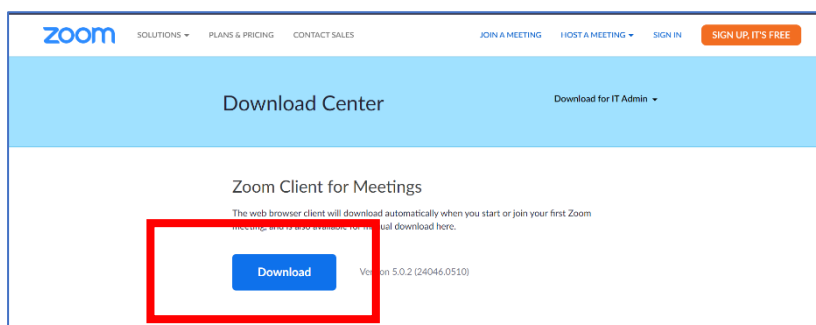 zoom SOLUTIONS PLANS & PRICING CONTACT SALES JOIN A MEETING HOST A MEETING SIGN IN SIGN UP, IT'S FREE
Download Center Download for IT Admin
Zoom Client for Meetings
The web browser client will download automatically when you start or join your first Zoom
meeting, and is also available for manual download here.
Download Version 5.0.2 (24046.0510)